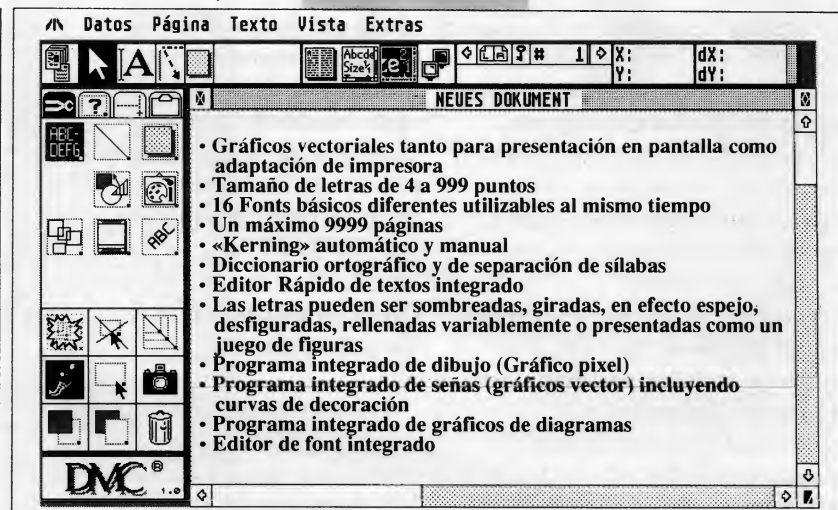 Datos Página Texto Vista Extras
A
Abcde
Size¼
# 1
X:
Y:
dX:
dY:
?
NEUES DOKUMENT
ABC-
DEFG
ABC
• Gráficos vectoriales tanto para presentación en pantalla como
adaptación de impresora
• Tamaño de letras de 4 a 999 puntos
• 16 Fonts básicos diferentes utilizables al mismo tiempo
• Un máximo 9999 páginas
• «Kerning» automático y manual
• Diccionario ortográfico y de separación de sílabas
• Editor Rápido de textos integrado
• Las letras pueden ser sombreadas, giradas, en efecto espejo,
desfiguradas, rellenadas variablemente o presentadas como un
juego de figuras
• Programa integrado de dibujo (Gráfico pixel)
• Programa integrado de señas (gráficos vector) incluyendo
curvas de decoración
• Programa integrado de gráficos de diagramas
• Editor de font integrado
DMC ® 1.0